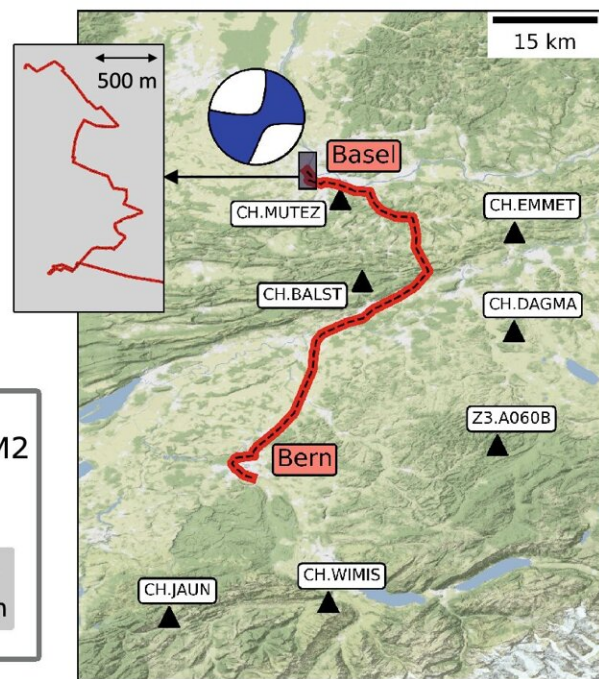 500 m
15 km
Basel
CH.MUTEZ
CH.EMMET
CH.BALST
CH.DAGMA
Z3.A060B
M2
Bern
CH.JAUN
CH.WIMIS